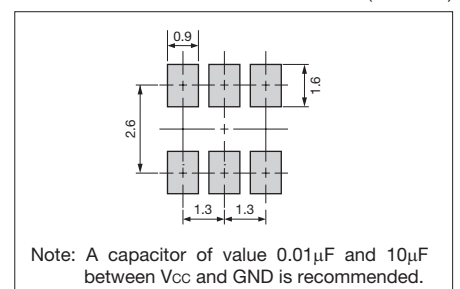 0.9
1.6
2.6
1.3 1.3
Note: A capacitor of value 0.01µF and 10µF
between Vcc and GND is recommended.